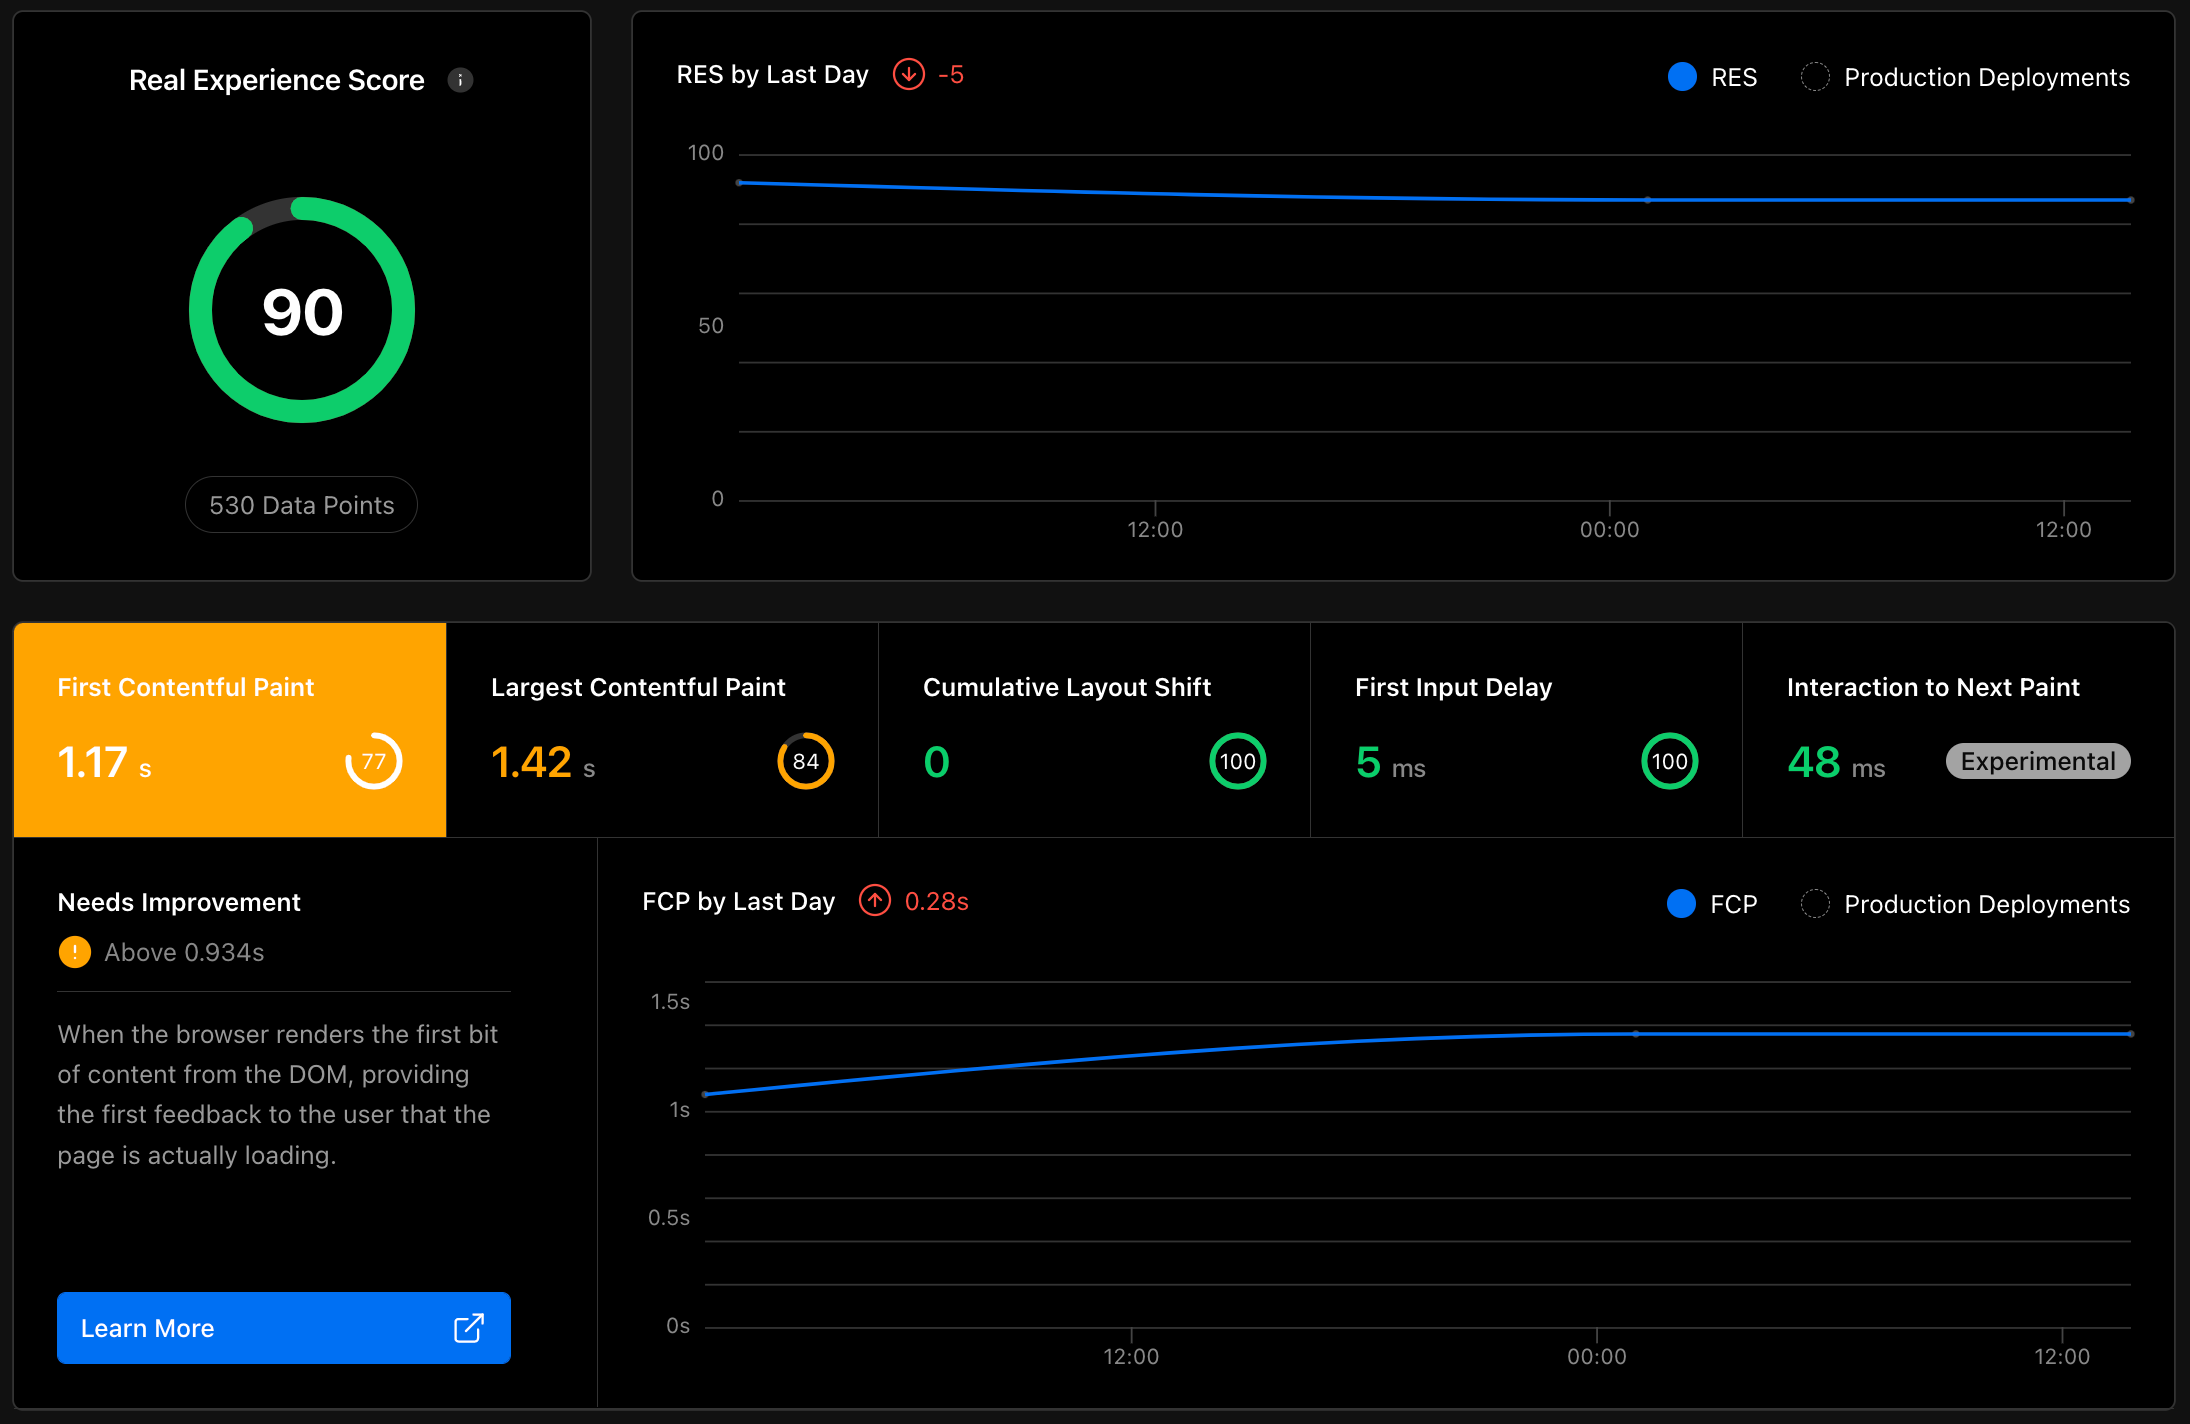 Real Experience Score
90
530 Data Points
RES by Last Day -5
RES Production Deployments
100
50
0
12:00 00:00 12:00
First Contentful Paint
1.17 s 77
Largest Contentful Paint
1.42 s 84
Cumulative Layout Shift
0 100
First Input Delay
5 ms 100
Interaction to Next Paint
48 ms Experimental
Needs Improvement
Above 0.934s
When the browser renders the first bit
of content from the DOM, providing
the first feedback to the user that the
page is actually loading.
Learn More
FCP by Last Day 0.28s
FCP Production Deployments
1.5s
1s
0.5s
0s
12:00 00:00 12:00